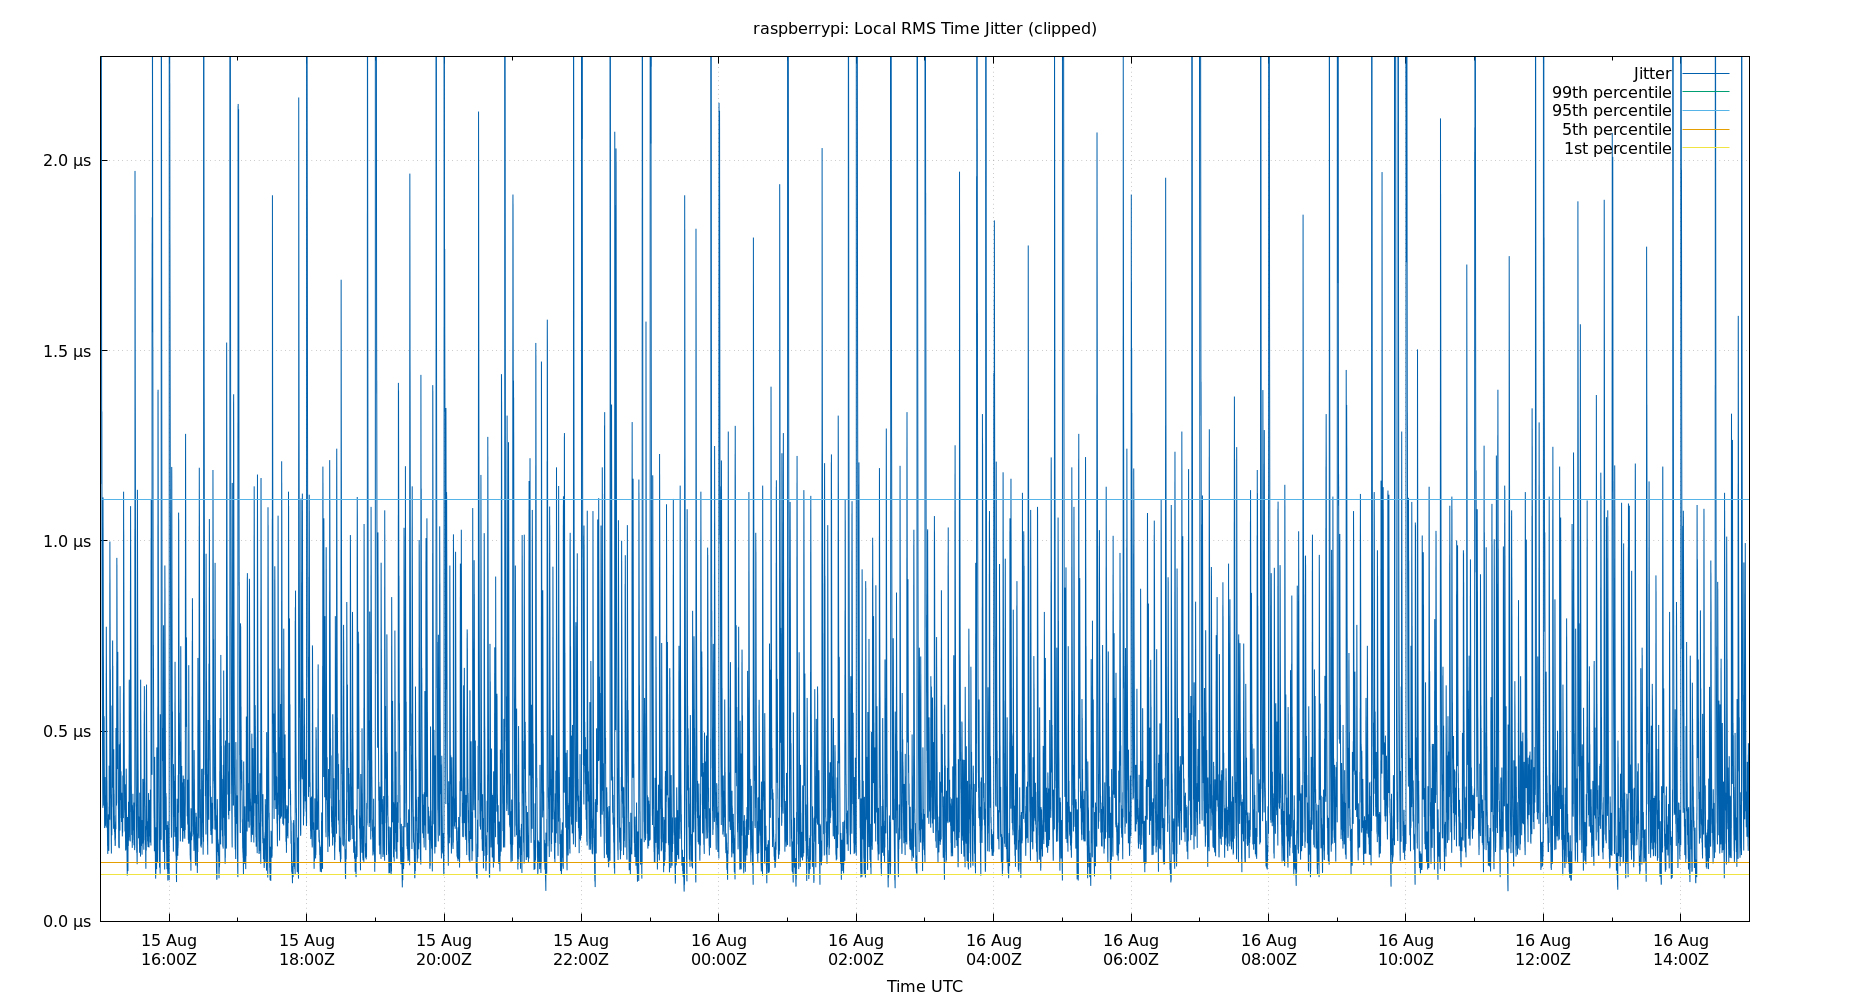 raspberrypi: Local RMS Time Jitter (clipped)
Jitter
99th percentile
95th percentile
5th percentile
1st percentile
2.0 μs
1.5 μs
1.0 μs
0.5 μs
0.0 μs
15 Aug 15 Aug 15 Aug 15 Aug 16 Aug 16 Aug 16 Aug 16 Aug 16 Aug 16 Aug 16 Aug 16 Aug
16:00Z 18:00Z 20:00Z 22:00Z 00:00Z 02:00Z 04:00Z 06:00Z 08:00Z 10:00Z 12:00Z 14:00Z
Time UTC